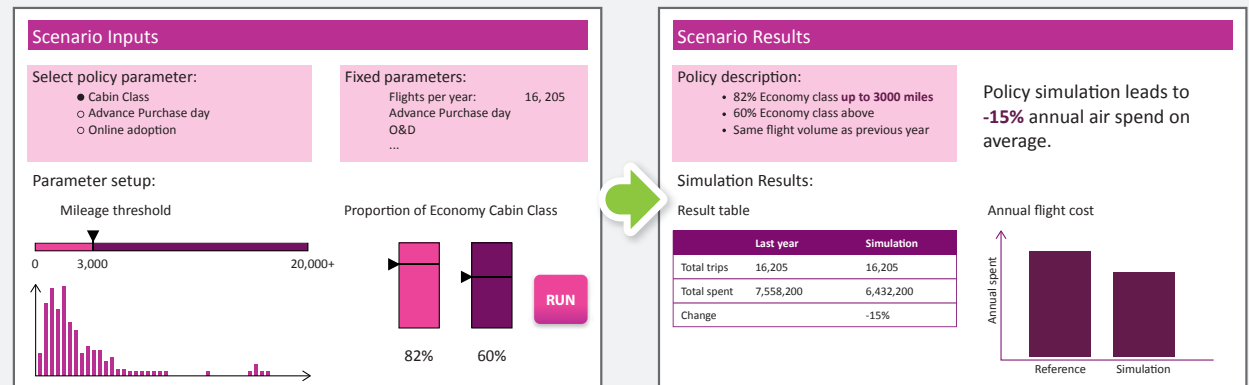 Scenario Inputs
Select policy parameter:
Cabin Class
Advance Purchase day
Online adoption
Fixed parameters:
Flights per year: 16, 205
Advance Purchase day
O&D
...
Parameter setup:
Mileage threshold
0 3,000 20,000+
Proportion of Economy Cabin Class
82% 60%
RUN
Scenario Results
Policy description:
• 82% Economy class up to 3000 miles
• 60% Economy class above
• Same flight volume as previous year
Policy simulation leads to
-15% annual air spend on
average.
Simulation Results:
Result table
Last year Simulation
Total trips 16,205 16,205
Total spent 7,558,200 6,432,200
Change -15%
Annual flight cost
Annual spent
Reference Simulation